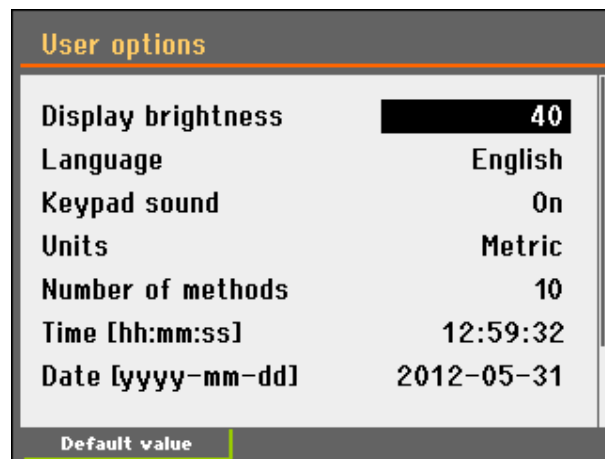 User options
Display brightness 40
Language English
Keypad sound On
Units Metric
Number of methods 10
Time [hh:mm:ss] 12:59:32
Date [yyyy-mm-dd] 2012-05-31
Default value